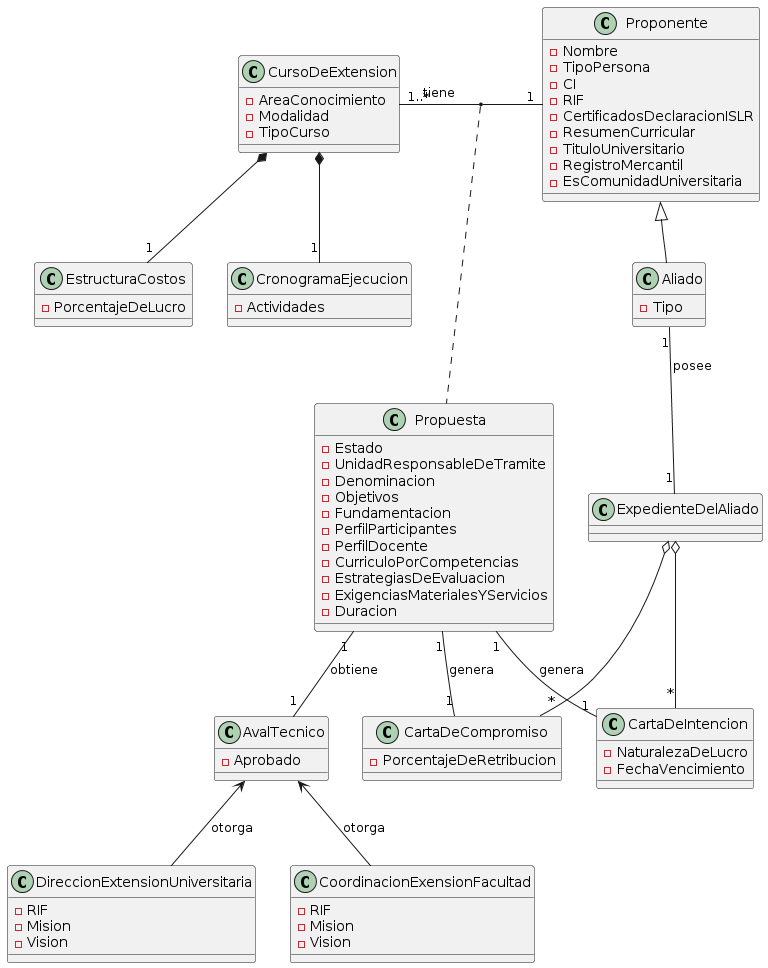 Proponente
Nombre
TipoPersona
CI
RIF
CertificadosDeclaracionISLR
ResumenCurricular
TituloUniversitario
RegistroMercantil
EsComunidadUniversitaria
CursoDeExtension
AreaConocimiento
Modalidad
TipoCurso
1..*
tiene
1
1
1
EstructuraCostos
PorcentajeDeLucro
CronogramaEjecucion
Actividades
Aliado
Tipo
1
posee
1
Propuesta
Estado
UnidadResponsableDeTramite
Denominacion
Objetivos
Fundamentacion
PerfilParticipantes
PerfilDocente
CurriculoPorCompetencias
EstrategiasDeEvaluacion
ExigenciasMaterialesYServicios
Duracion
ExpedienteDelAliado
1
obtiene
1
1
genera
1
1
genera
1
*
*
AvalTecnico
Aprobado
CartaDeCompromiso
PorcentajeDeRetribucion
CartaDeIntencion
NaturalezaDeLucro
FechaVencimiento
otorga
otorga
DireccionExtensionUniversitaria
RIF
Mision
Vision
CoordinacionExensionFacultad
RIF
Mision
Vision